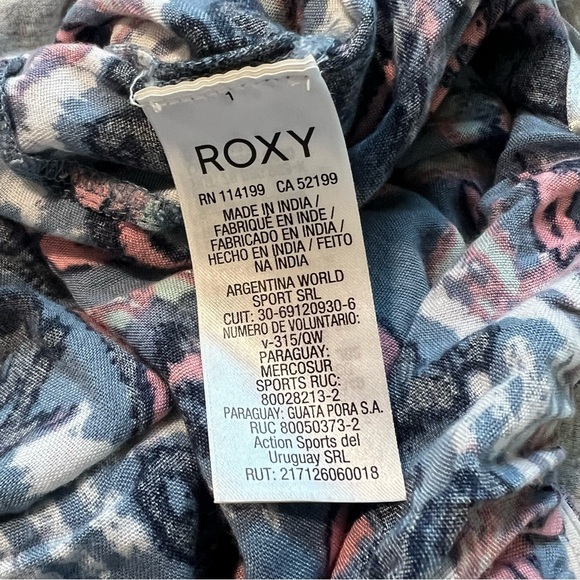 1
ROXY
RN 114199 CA 52199
MADE IN INDIA /
FABRIQUÉ EN INDE /
FABRICADO EN INDIA /
HECHO EN INDIA / FEITO
NA INDIA
ARGENTINA WORLD
SPORT SRL
CUIT: 30-69120930-6
NUMERO DE VOLUNTARIO:
v-315/QW
PARAGUAY:
MERCOSUR
SPORTS RUC:
80028213-2
PARAGUAY: GUATA PORA S.A.
RUC 80050373-2
Action Sports del
Uruguay SRL
RUT: 217126060018